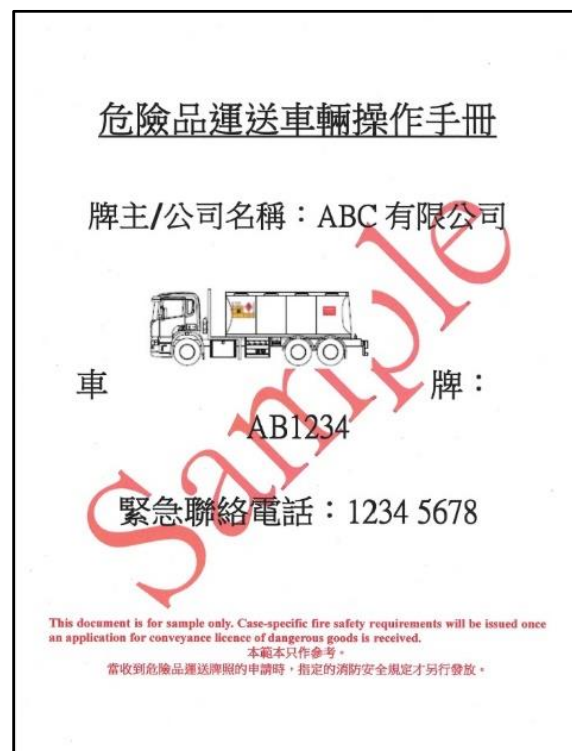 危險品運送車輛操作手冊
牌主/公司名稱：ABC 有限公司
車 牌：
AB1234
緊急聯絡電話：1234 5678
Sample
This document is for sample only. Case-specific fire safety requirements will be issued once
an application for conveyance licence of dangerous goods is received.
本範本只作參考。
當收到危險品運送牌照的申請時，指定的消防安全規定才另行發放。